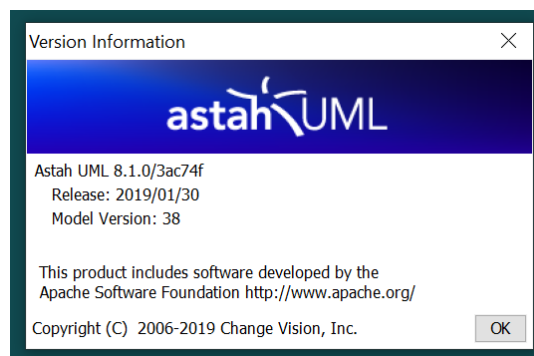 Version Information
astah UML
Astah UML 8.1.0/3ac74f
Release: 2019/01/30
Model Version: 38
This product includes software developed by the
Apache Software Foundation http://www.apache.org/
Copyright (C)  2006-2019 Change Vision, Inc.
OK